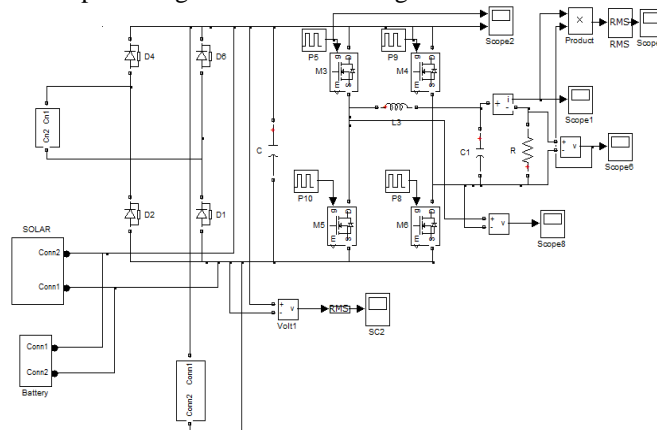 P5
P9
Scope2
Product
RMS
RMS
D4
D6
M3
M4
g
D
m
S
g
D
m
S
+
-
i
Scope1
L3
Cn1
Cn2
C
C1
R
+
-
v
Scope6
P10
P8
D2
D1
M5
M6
g
D
m
S
g
D
m
S
+
-
v
Scope8
SOLAR
Conn2
Conn1
+
-
v
Volt1
RMS
SC2
Conn1
Conn2
Battery
Conn1
Conn2